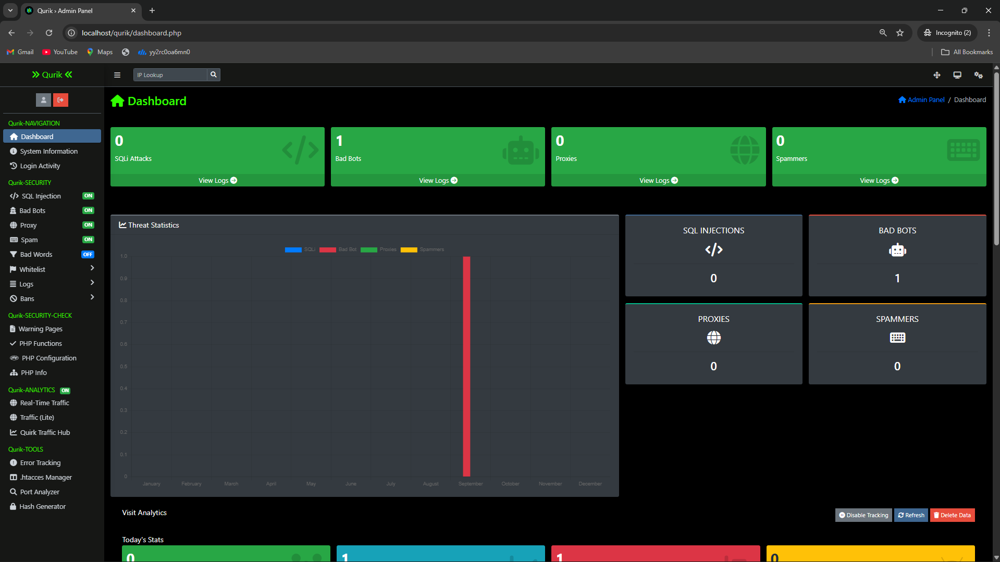 Qurik › Admin Panel
localhost/qurik/dashboard.php
Incognito (2)
Gmail
YouTube
Maps
yy2rc0oa6mn0
All Bookmarks
Qurik
IP Lookup
Qurik-NAVIGATION
Dashboard
System Information
Login Activity
Qurik-SECURITY
SQL Injection ON
Bad Bots ON
Proxy ON
Spam ON
Bad Words OFF
Whitelist
Logs
Bans
Qurik-SECURITY-CHECK
Warning Pages
PHP Functions
php PHP Configuration
PHP Info
Qurik-ANALYTICS ON
Real-Time Traffic
Traffic (Lite)
Quirk Traffic Hub
Qurik-TOOLS
Error Tracking
.htacces Manager
Port Analyzer
Hash Generator
Dashboard
Admin Panel / Dashboard
0
SQLi Attacks
View Logs
1
Bad Bots
View Logs
0
Proxies
View Logs
0
Spammers
View Logs
Threat Statistics
SQLi Bad Bot Proxies Spammers
1.0
0.9
0.8
0.7
0.6
0.5
0.4
0.3
0.2
0.1
0
January February March April May June July August September October November December
SQL INJECTIONS
0
BAD BOTS
1
PROXIES
0
SPAMMERS
0
Visit Analytics
Disable Tracking Refresh Delete Data
Today's Stats
0 1 1 0